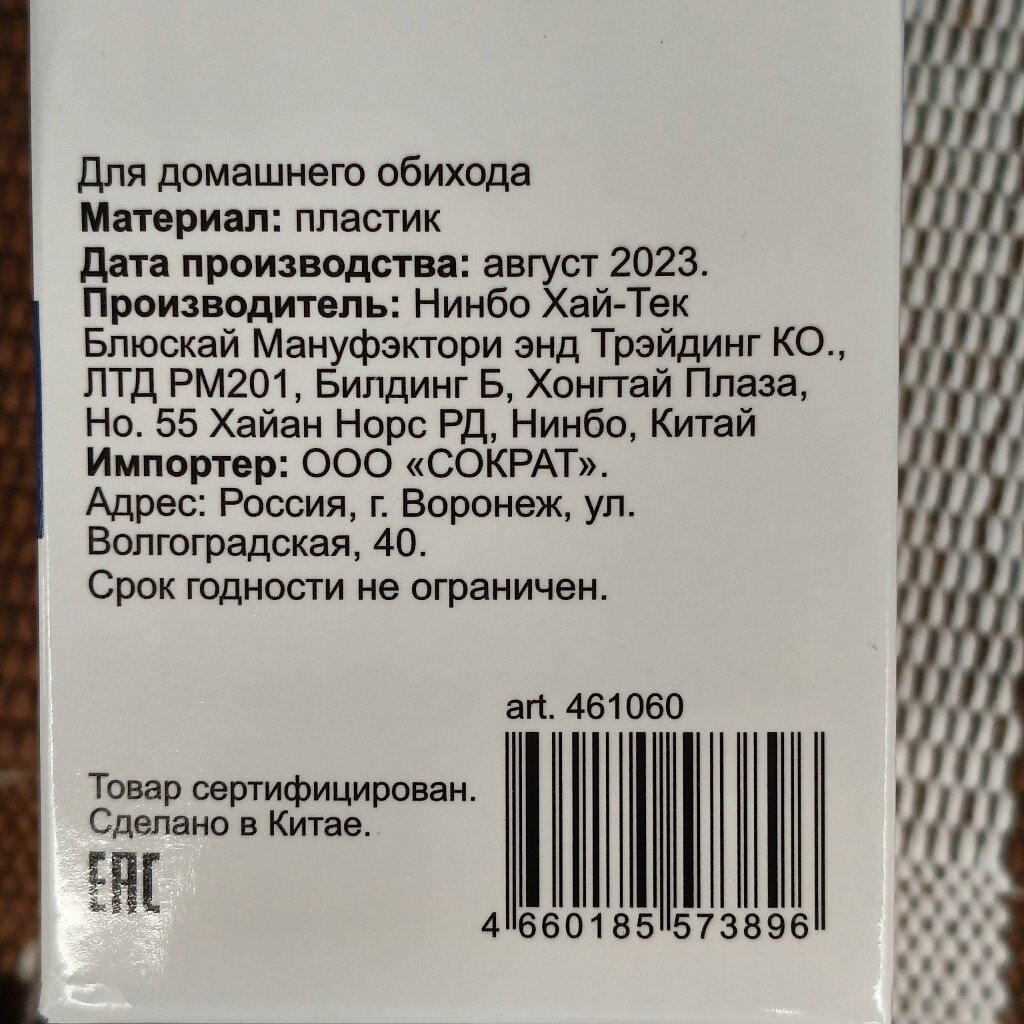 Для домашнего обихода
Материал: пластик
Дата производства: август 2023.
Производитель: Нинбо Хай-Тек
Блюскай Мануфэктори энд Трэйдинг КО.,
ЛТД РМ201, Билдинг Б, Хонгтай Плаза,
Но. 55 Хайан Норс РД, Нинбо, Китай
Импортер: ООО «СОКРАТ».
Адрес: Россия, г. Воронеж, ул.
Волгоградская, 40.
Срок годности не ограничен.
art. 461060
Товар сертифицирован.
Сделано в Китае.
EAC
4 660185 573896